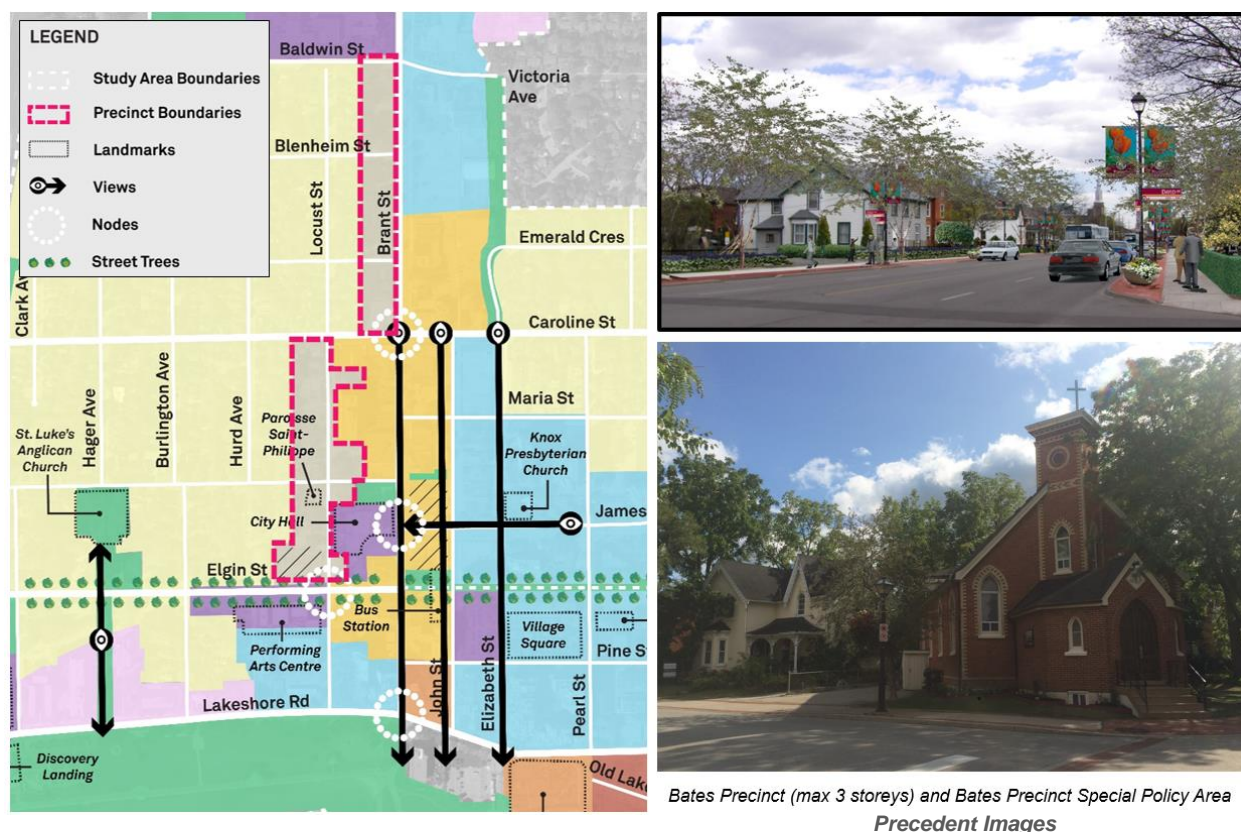 LEGEND
Study Area Boundaries
Precinct Boundaries
Landmarks
Views
Nodes
Street Trees
Baldwin St
Victoria
Ave
Blenheim St
Locust St
Brant St
Emerald Cres
Clark Av
Caroline St
Hager Ave
Burlington Ave
Hurd Ave
Maria St
St. Luke's
Anglican
Church
Paroisse
Saint-
Philippe
Knox
Presbyterian
Church
City Hall
James
Elgin St
Bus
Station
Village
Square
Performing
Arts Centre
Pine S
John St
Elizabeth St
Pearl St
Lakeshore Rd
Discovery
Landing
Old Lake
Bates Precinct (max 3 storeys) and Bates Precinct Special Policy Area
Precedent Images